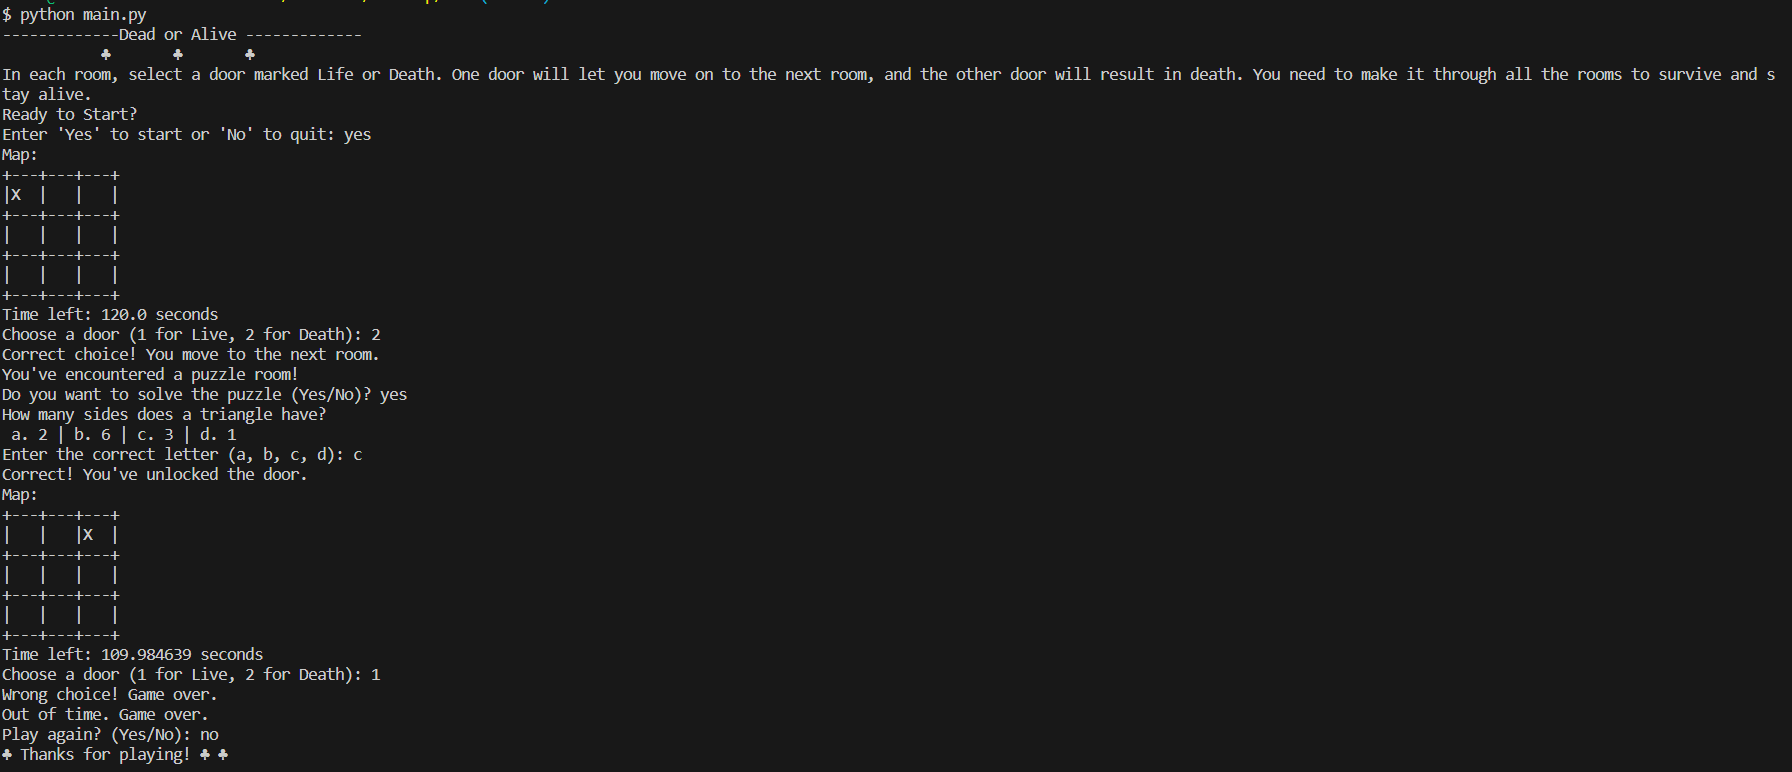 $ python main.py
-------------Dead or Alive -------------
           ♣       ♣       ♣
In each room, select a door marked Life or Death. One door will let you move on to the next room, and the other door will result in death. You need to make it through all the rooms to survive and s
tay alive.
Ready to Start?
Enter 'Yes' to start or 'No' to quit: yes
Map:
+---+---+---+
|X  |   |   |
+---+---+---+
|   |   |   |
+---+---+---+
|   |   |   |
+---+---+---+
Time left: 120.0 seconds
Choose a door (1 for Live, 2 for Death): 2
Correct choice! You move to the next room.
You've encountered a puzzle room!
Do you want to solve the puzzle (Yes/No)? yes
How many sides does a triangle have?
 a. 2 | b. 6 | c. 3 | d. 1
Enter the correct letter (a, b, c, d): c
Correct! You've unlocked the door.
Map:
+---+---+---+
|   |   |X  |
+---+---+---+
|   |   |   |
+---+---+---+
|   |   |   |
+---+---+---+
Time left: 109.984639 seconds
Choose a door (1 for Live, 2 for Death): 1
Wrong choice! Game over.
Out of time. Game over.
Play again? (Yes/No): no
♣ Thanks for playing! ♣ ♣